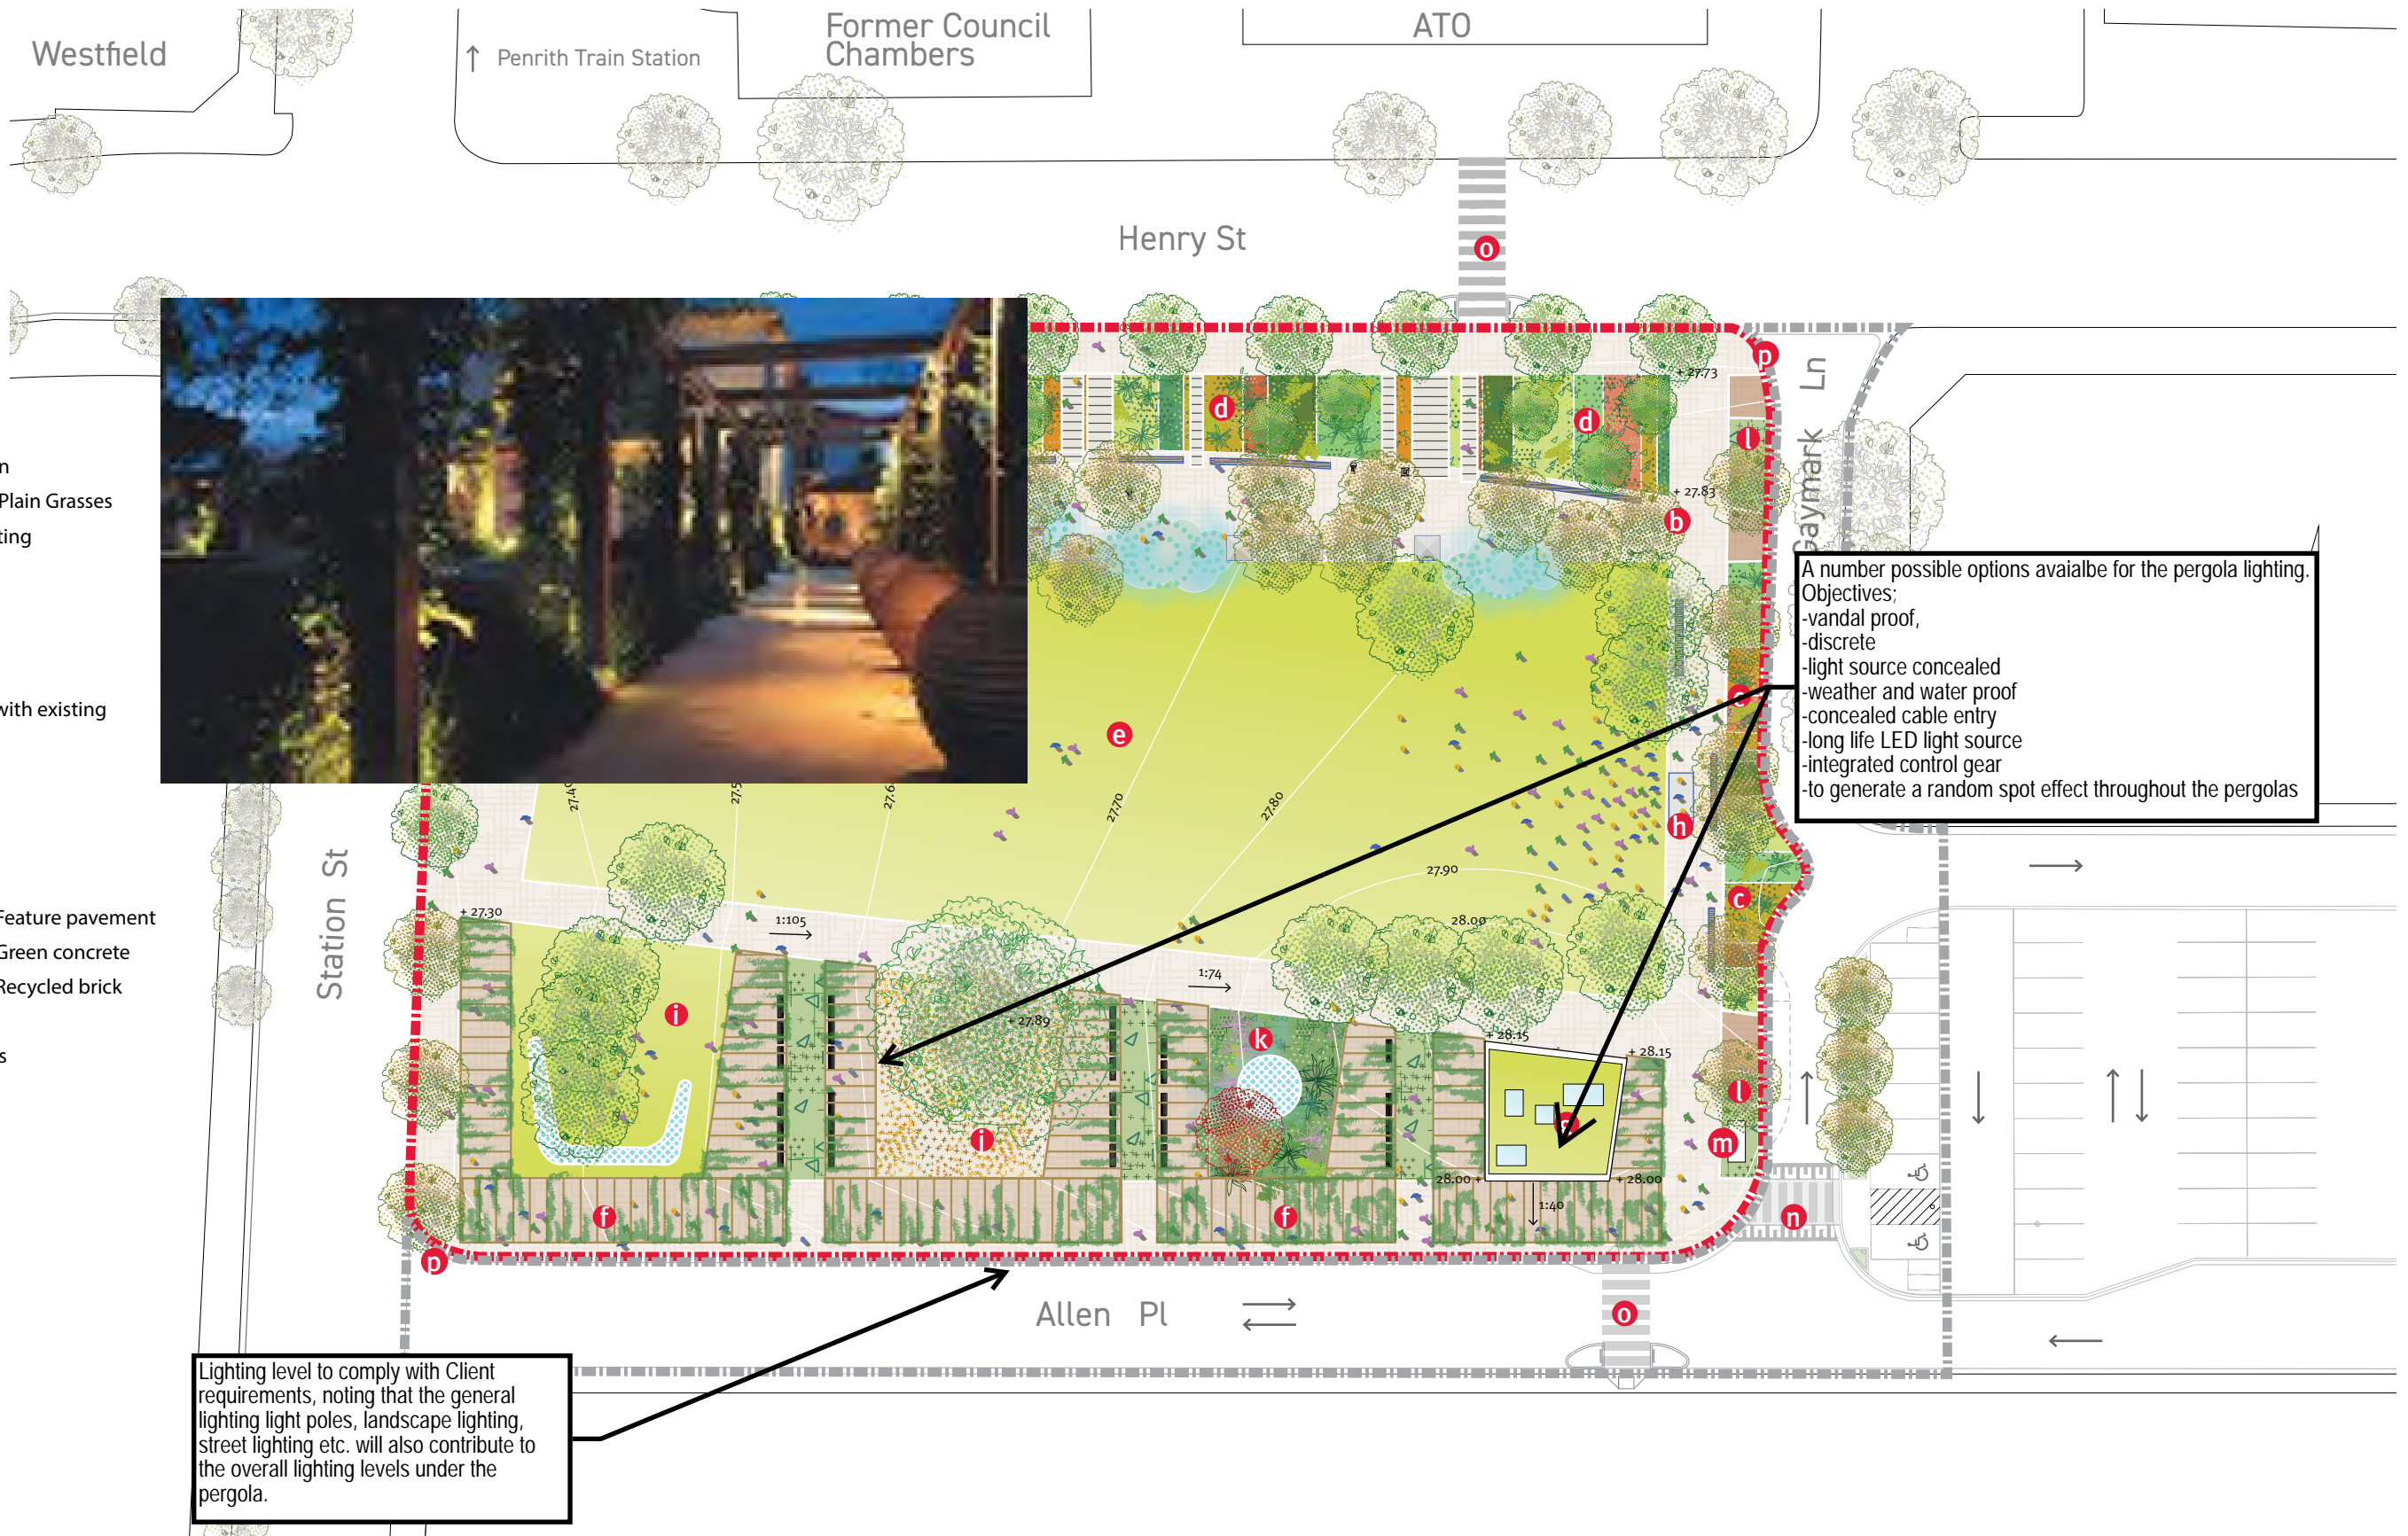 Westfield
↑ Penrith Train Station
Former Council
Chambers
ATO
Henry St
o
p
Gaymark Ln
+ 27.73
d
d
l
+ 27.83
b
n
Plain Grasses
ting
with existing
Feature pavement
Green concrete
Recycled brick
s
A number possible options avaialbe for the pergola lighting.
Objectives;
-vandal proof,
-discrete
-light source concealed
-weather and water proof
-concealed cable entry
-long life LED light source
-integrated control gear
-to generate a random spot effect throughout the pergolas
e
27.70
27.80
h
27.90
c
28.00
Station St
+ 27.30
1:105
1:74
i
+ 27.89
k
+ 28.15
+ 28.15
l
j
m
28.00 +
+ 28.00
1:40
f
f
n
p
Allen Pl
o
Lighting level to comply with Client
requirements, noting that the general
lighting light poles, landscape lighting,
street lighting etc. will also contribute to
the overall lighting levels under the
pergola.